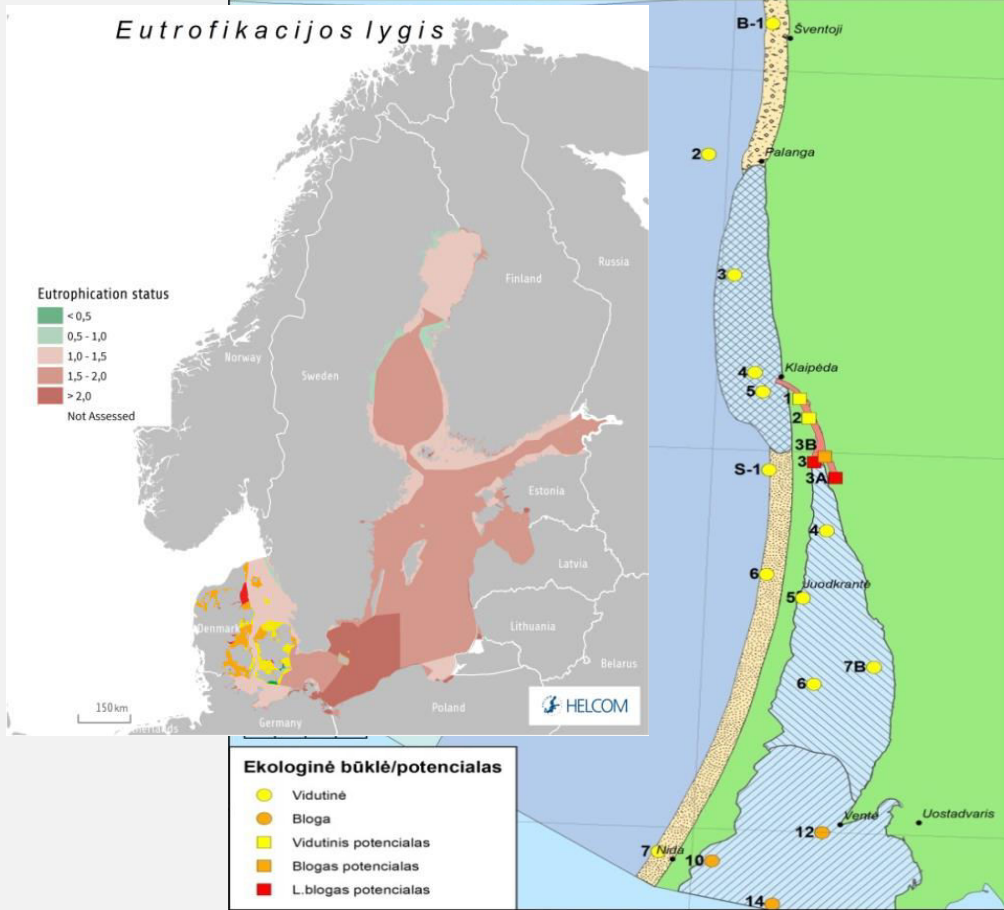 Eutrofikacijos lygis
Eutrophication status
< 0,5
0,5 - 1,0
1,0 - 1,5
1,5 - 2,0
> 2,0
Not Assessed
Norway
Sweden
Finland
Russia
Estonia
Latvia
Lithuania
Belarus
Denmark
Germany
Poland
150 km
HELCOM
B-1
Šventoji
2
Palanga
3
Klaipėda
4
5
1
2
3B
3
3A
S-1
4
6
Juodkrantė
5
7B
6
Ventė
Uostadvaris
12
7
Nida
10
14
Ekologinė būklė/potencialas
Vidutinė
Bloga
Vidutinis potencialas
Blogas potencialas
L.blogas potencialas